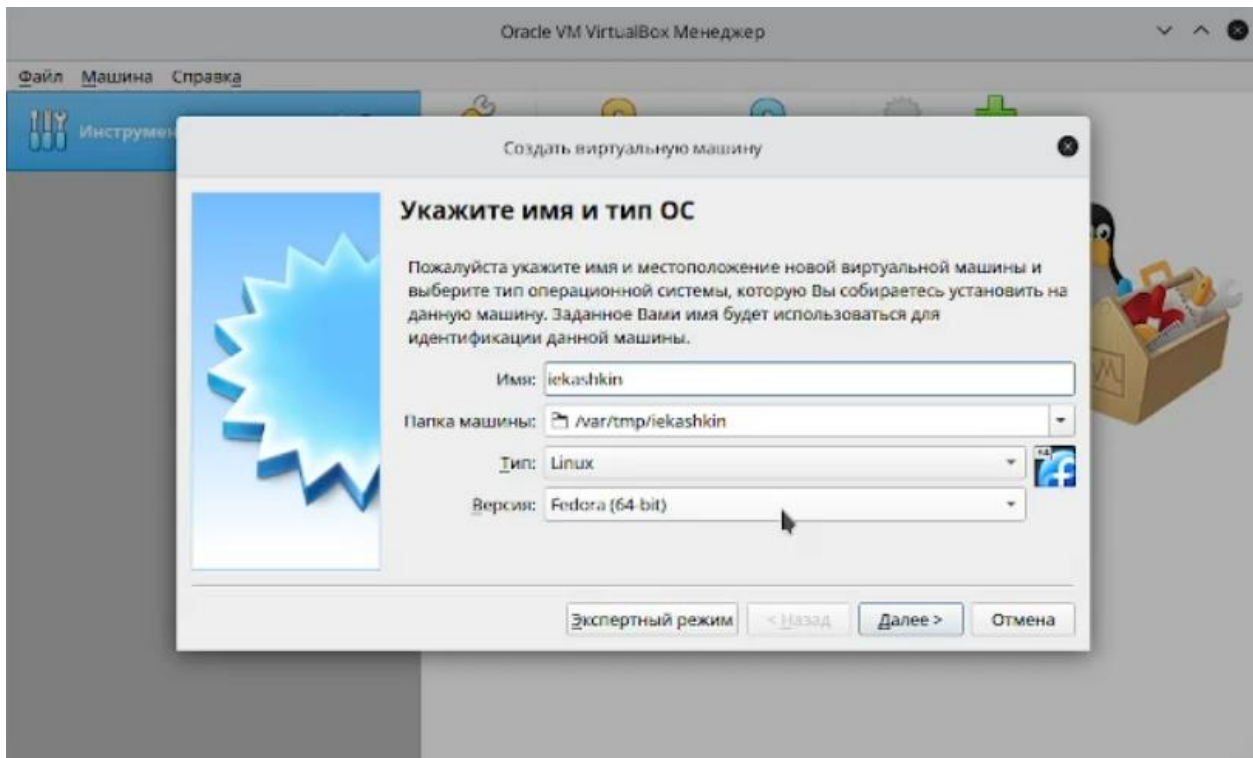 Oracle VM VirtualBox Менеджер
Файл Машина Справка
Инструмен
Создать виртуальную машину
Укажите имя и тип ОС
Пожалуйста укажите имя и местоположение новой виртуальной машины и
выберите тип операционной системы, которую Вы собираетесь установить на
данную машину. Заданное Вами имя будет использоваться для
идентификации данной машины.
Имя: iekashkin
Папка машины: /var/tmp/iekashkin
Тип: Linux
Версия: Fedora (64-bit)
Экспертный режим < Назад Далее > Отмена